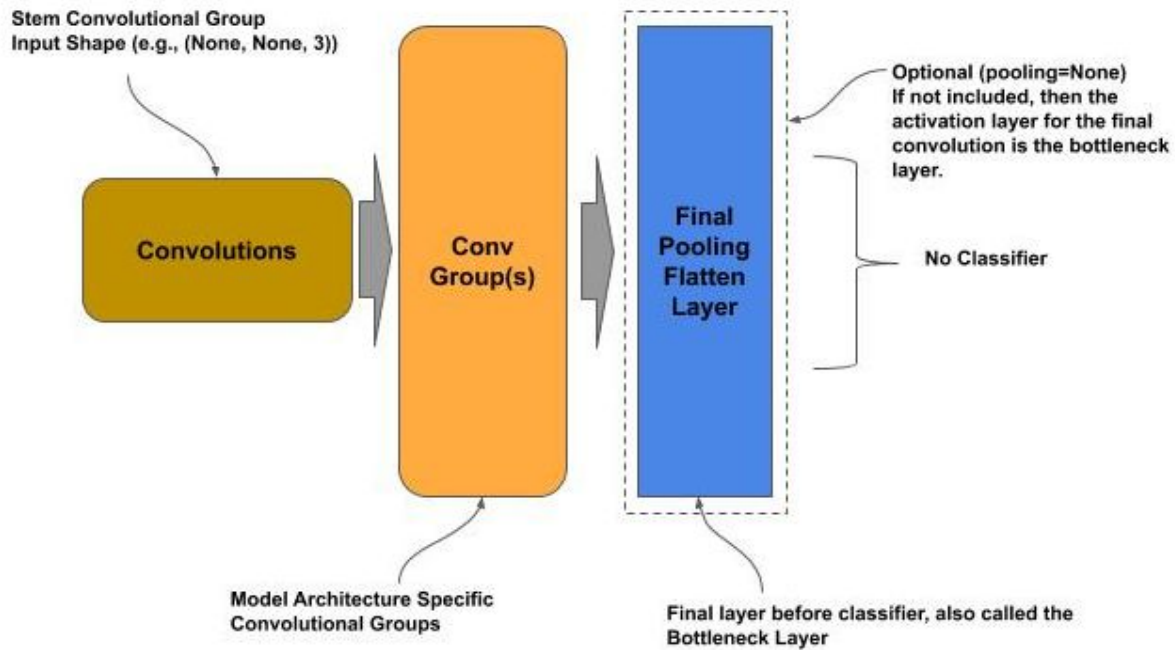 Stem Convolutional Group
Input Shape (e.g., (None, None, 3))
Convolutions
Conv
Group(s)
Final
Pooling
Flatten
Layer
Optional (pooling=None)
If not included, then the
activation layer for the final
convolution is the bottleneck
layer.
No Classifier
Model Architecture Specific
Convolutional Groups
Final layer before classifier, also called the
Bottleneck Layer